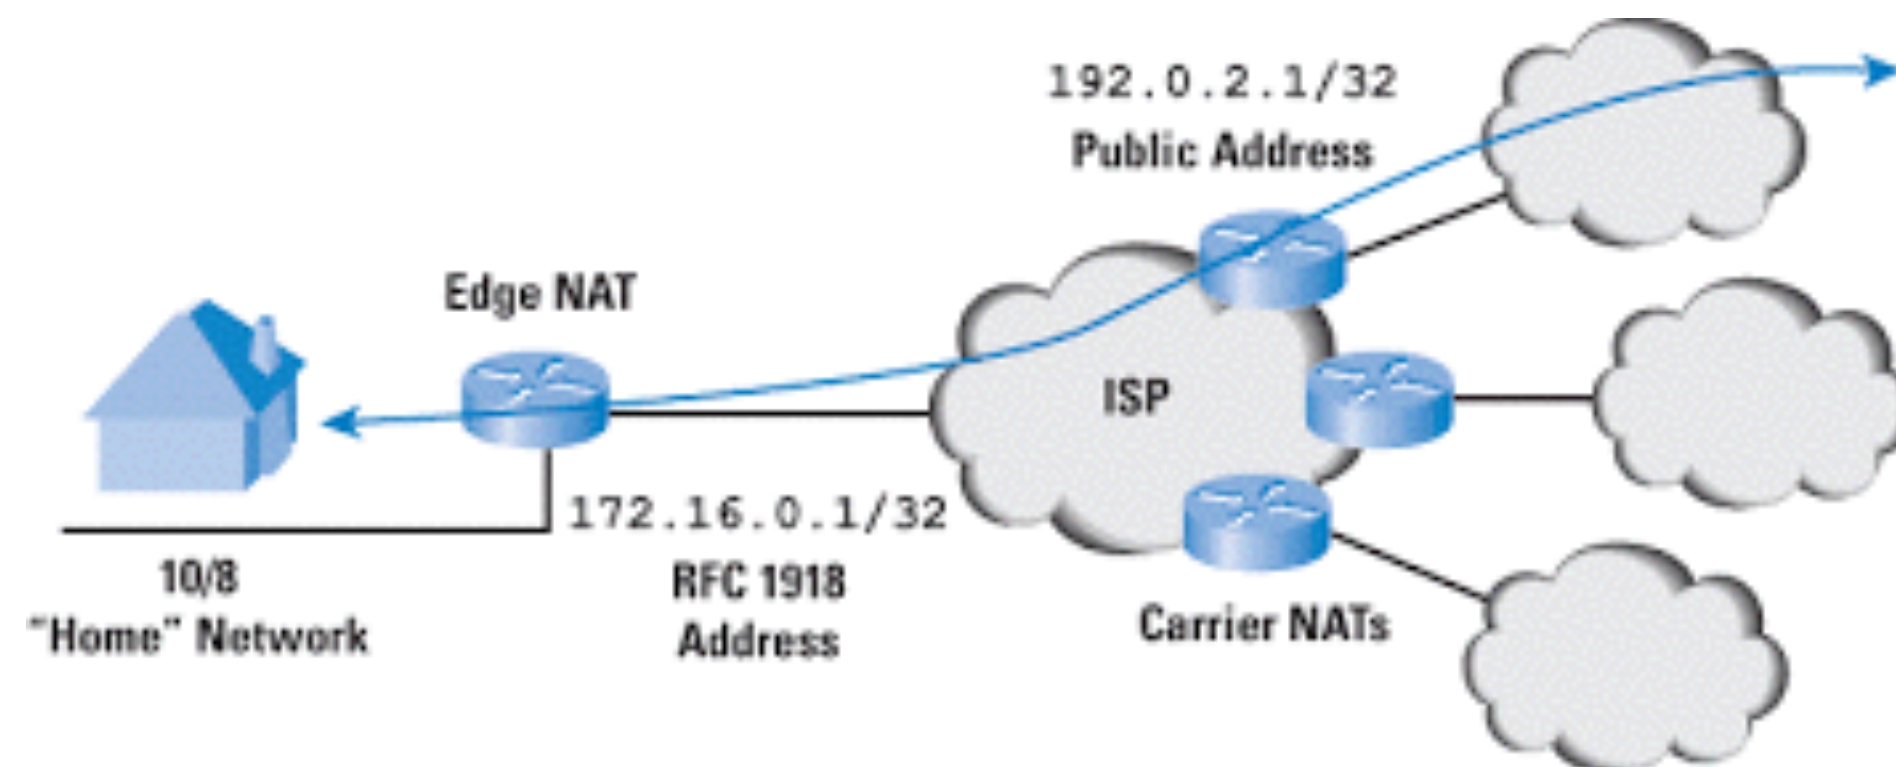 192.0.2.1/32
Public Address
Edge NAT
ISP
172.16.0.1/32
RFC 1918
Address
10/8
“Home” Network
Carrier NATs